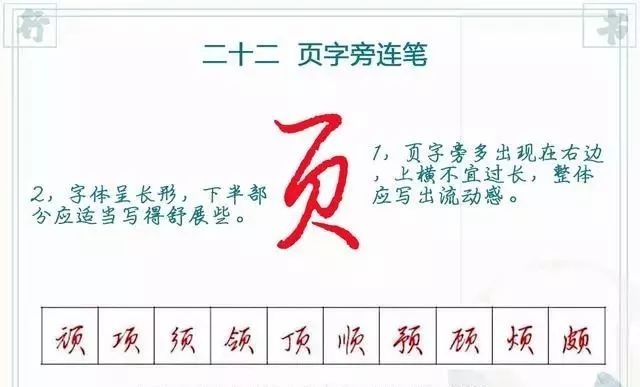 行
书
二十二 页字旁连笔
页
1，页字旁多出现在右边
，上横不宜过长，整体
应写出流动感。
2，字体呈长形，下半部
分应适当写得舒展些。
顽 项 须 领 顶 顺 预 顾 烦 颇